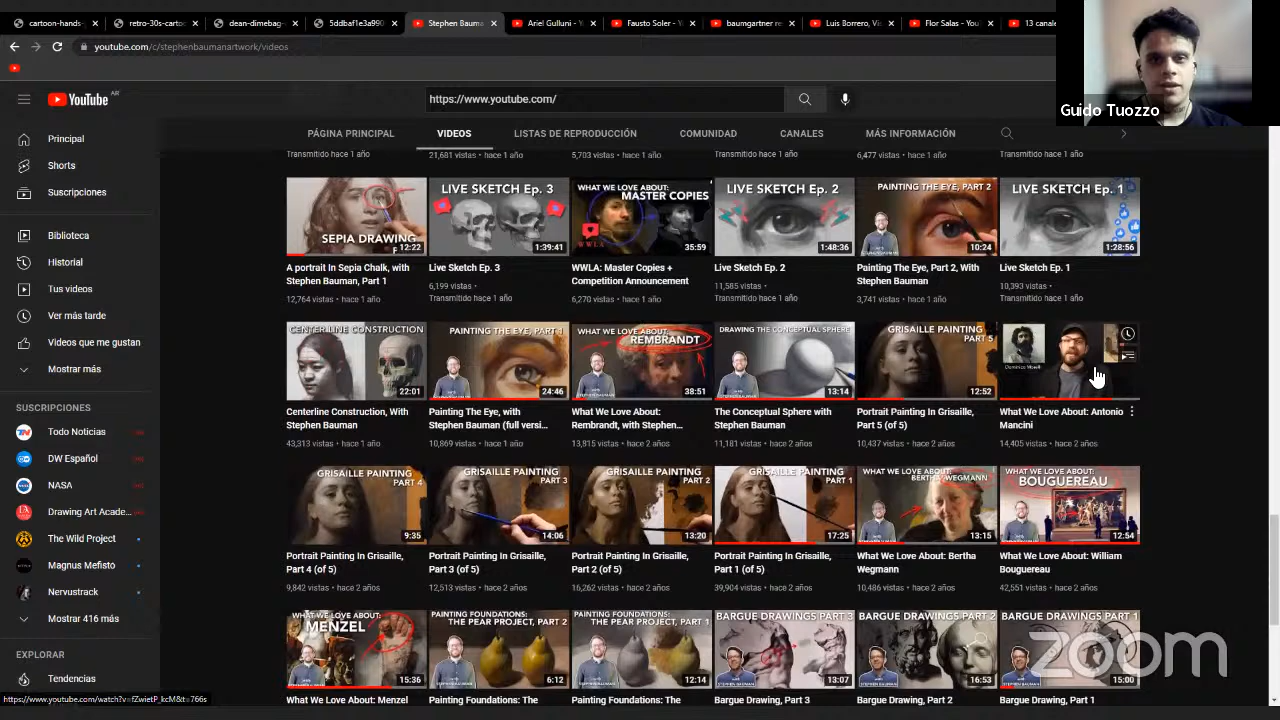 cartoon-hands-
retro-30s-cartoo
dean-dimebag-
5ddbaf1e3a990
Stephen Bauma
Ariel Gulluni - Yo
Fausto Soler - Yo
baumgartner re
Luis Borrero, Vis
Flor Salas - You
13 canale
youtube.com/c/stephenbaumanartwork/videos
Guido Tuozzo
YouTube AR
https://www.youtube.com/
PÁGINA PRINCIPAL
VIDEOS
LISTAS DE REPRODUCCIÓN
COMUNIDAD
CANALES
MÁS INFORMACIÓN
Principal
Shorts
Suscripciones
Biblioteca
Historial
Tus videos
Ver más tarde
Videos que me gustan
Mostrar más
SUSCRIPCIONES
Todo Noticias
DW Español
NASA
Drawing Art Acade...
The Wild Project
Magnus Mefisto
Nervustrack
Mostrar 416 más
EXPLORAR
Tendencias
Transmitido hace 1 año
21,681 vistas • hace 1 año
5,703 vistas • hace 1 año
Transmitido hace 1 año
6,477 vistas • hace 1 año
Transmitido hace 1 año
SEPIA DRAWING
12:22
A portrait In Sepia Chalk, with
Stephen Bauman, Part 1
12,764 vistas • hace 1 año
LIVE SKETCH Ep. 3
1:39:41
Live Sketch Ep. 3
6,199 vistas •
Transmitido hace 1 año
WHAT WE LOVE ABOUT:
MASTER COPIES
WWLA
35:59
WWLA: Master Copies +
Competition Announcement
6,270 vistas • hace 1 año
LIVE SKETCH Ep. 2
1:48:36
Live Sketch Ep. 2
11,585 vistas •
Transmitido hace 1 año
PAINTING THE EYE, PART 2
10:24
Painting The Eye, Part 2, With
Stephen Bauman
3,741 vistas • hace 1 año
LIVE SKETCH Ep. 1
1:28:56
Live Sketch Ep. 1
10,393 vistas •
Transmitido hace 1 año
CENTER LINE CONSTRUCTION
22:01
Centerline Construction, With
Stephen Bauman
43,313 vistas • hace 1 año
PAINTING THE EYE, PART 1
24:46
Painting The Eye, with
Stephen Bauman (full versi...
10,869 vistas • hace 1 año
WHAT WE LOVE ABOUT:
REMBRANDT
38:51
What We Love About:
Rembrandt, with Stephen...
13,815 vistas • hace 2 años
DRAWING THE CONCEPTUAL SPHERE
13:14
The Conceptual Sphere with
Stephen Bauman
11,181 vistas • hace 2 años
GRISAILLE PAINTING
PART 5
12:52
Portrait Painting In Grisaille,
Part 5 (of 5)
10,437 vistas • hace 2 años
What We Love About: Antonio
Mancini
14,405 vistas • hace 2 años
GRISAILLE PAINTING
PART 4
9:35
Portrait Painting In Grisaille,
Part 4 (of 5)
9,842 vistas • hace 2 años
GRISAILLE PAINTING
PART 3
14:06
Portrait Painting In Grisaille,
Part 3 (of 5)
12,513 vistas • hace 2 años
GRISAILLE PAINTING
PART 2
13:20
Portrait Painting In Grisaille,
Part 2 (of 5)
16,262 vistas • hace 2 años
GRISAILLE PAINTING
PART 1
17:25
Portrait Painting In Grisaille,
Part 1 (of 5)
39,904 vistas • hace 2 años
WHAT WE LOVE ABOUT:
BERTHA WEGMANN
13:15
What We Love About: Bertha
Wegmann
10,486 vistas • hace 2 años
WHAT WE LOVE ABOUT:
BOUGUEREAU
12:54
What We Love About: William
Bouguereau
42,551 vistas • hace 2 años
WHAT WE LOVE ABOUT:
MENZEL
15:36
What We Love About: Menzel
PAINTING FOUNDATIONS:
THE PEAR PROJECT, PART 2
6:12
Painting Foundations: The
PAINTING FOUNDATIONS:
THE PEAR PROJECT, PART 1
12:14
Painting Foundations: The
BARGUE DRAWINGS PART 3
13:07
Bargue Drawings, Part 3
BARGUE DRAWINGS PART 2
16:53
Bargue Drawing, Part 2
BARGUE DRAWINGS PART 1
15:00
Bargue Drawings, Part 1
zoom
https://www.youtube.com/watch?v=fZwietP_kcM&t=766s